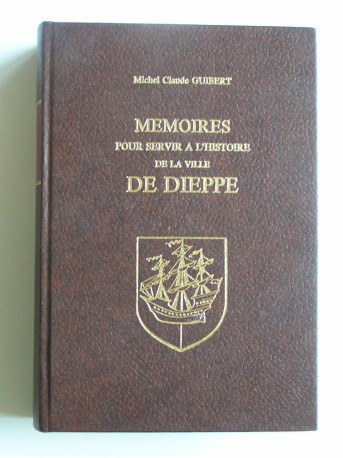 Michel Claude GUIBERT
MEMOIRES
POUR SERVIR A L'HISTOIRE
DE LA VILLE
DE DIEPPE